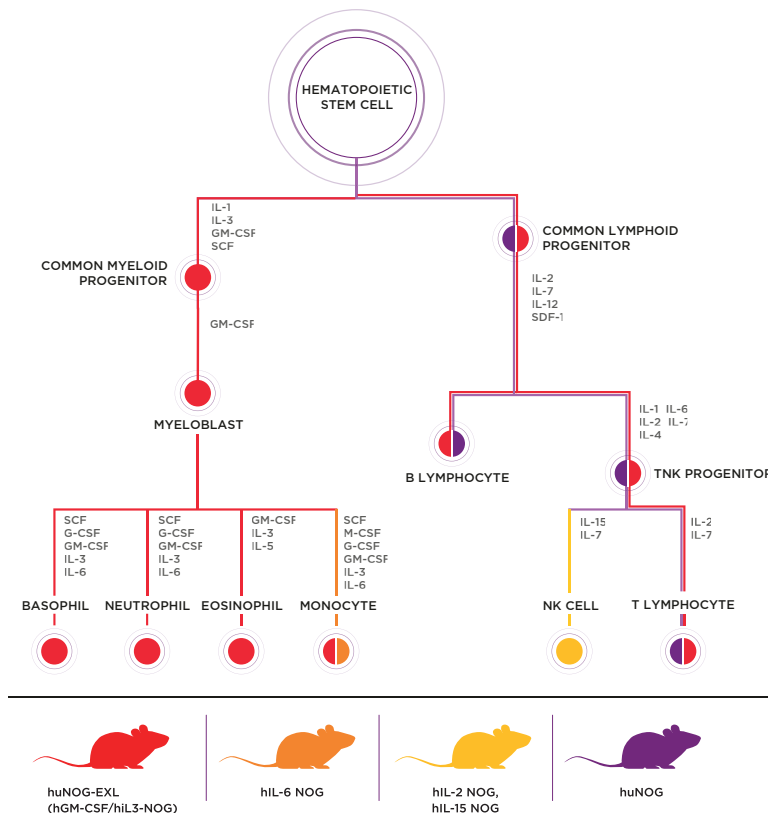 HEMATOPOIETIC
STEM CELL
IL-1
IL-3
GM-CSF
SCF
COMMON MYELOID
PROGENITOR
COMMON LYMPHOID
PROGENITOR
IL-2
IL-7
IL-12
SDF-1
GM-CSF
MYELOBLAST
B LYMPHOCYTE
IL-1 IL-6
IL-2 IL-7
IL-4
TNK PROGENITOR
SCF
G-CSF
GM-CSF
IL-3
IL-6
SCF
G-CSF
GM-CSF
IL-3
IL-6
GM-CSF
IL-3
IL-5
SCF
M-CSF
G-CSF
GM-CSF
IL-3
IL-6
IL-15
IL-7
IL-2
IL-7
BASOPHIL
NEUTROPHIL
EOSINOPHIL
MONOCYTE
NK CELL
T LYMPHOCYTE
huNOG-EXL
(hGM-CSF/hiL3-NOG)
hIL-6 NOG
hIL-2 NOG,
hIL-15 NOG
huNOG